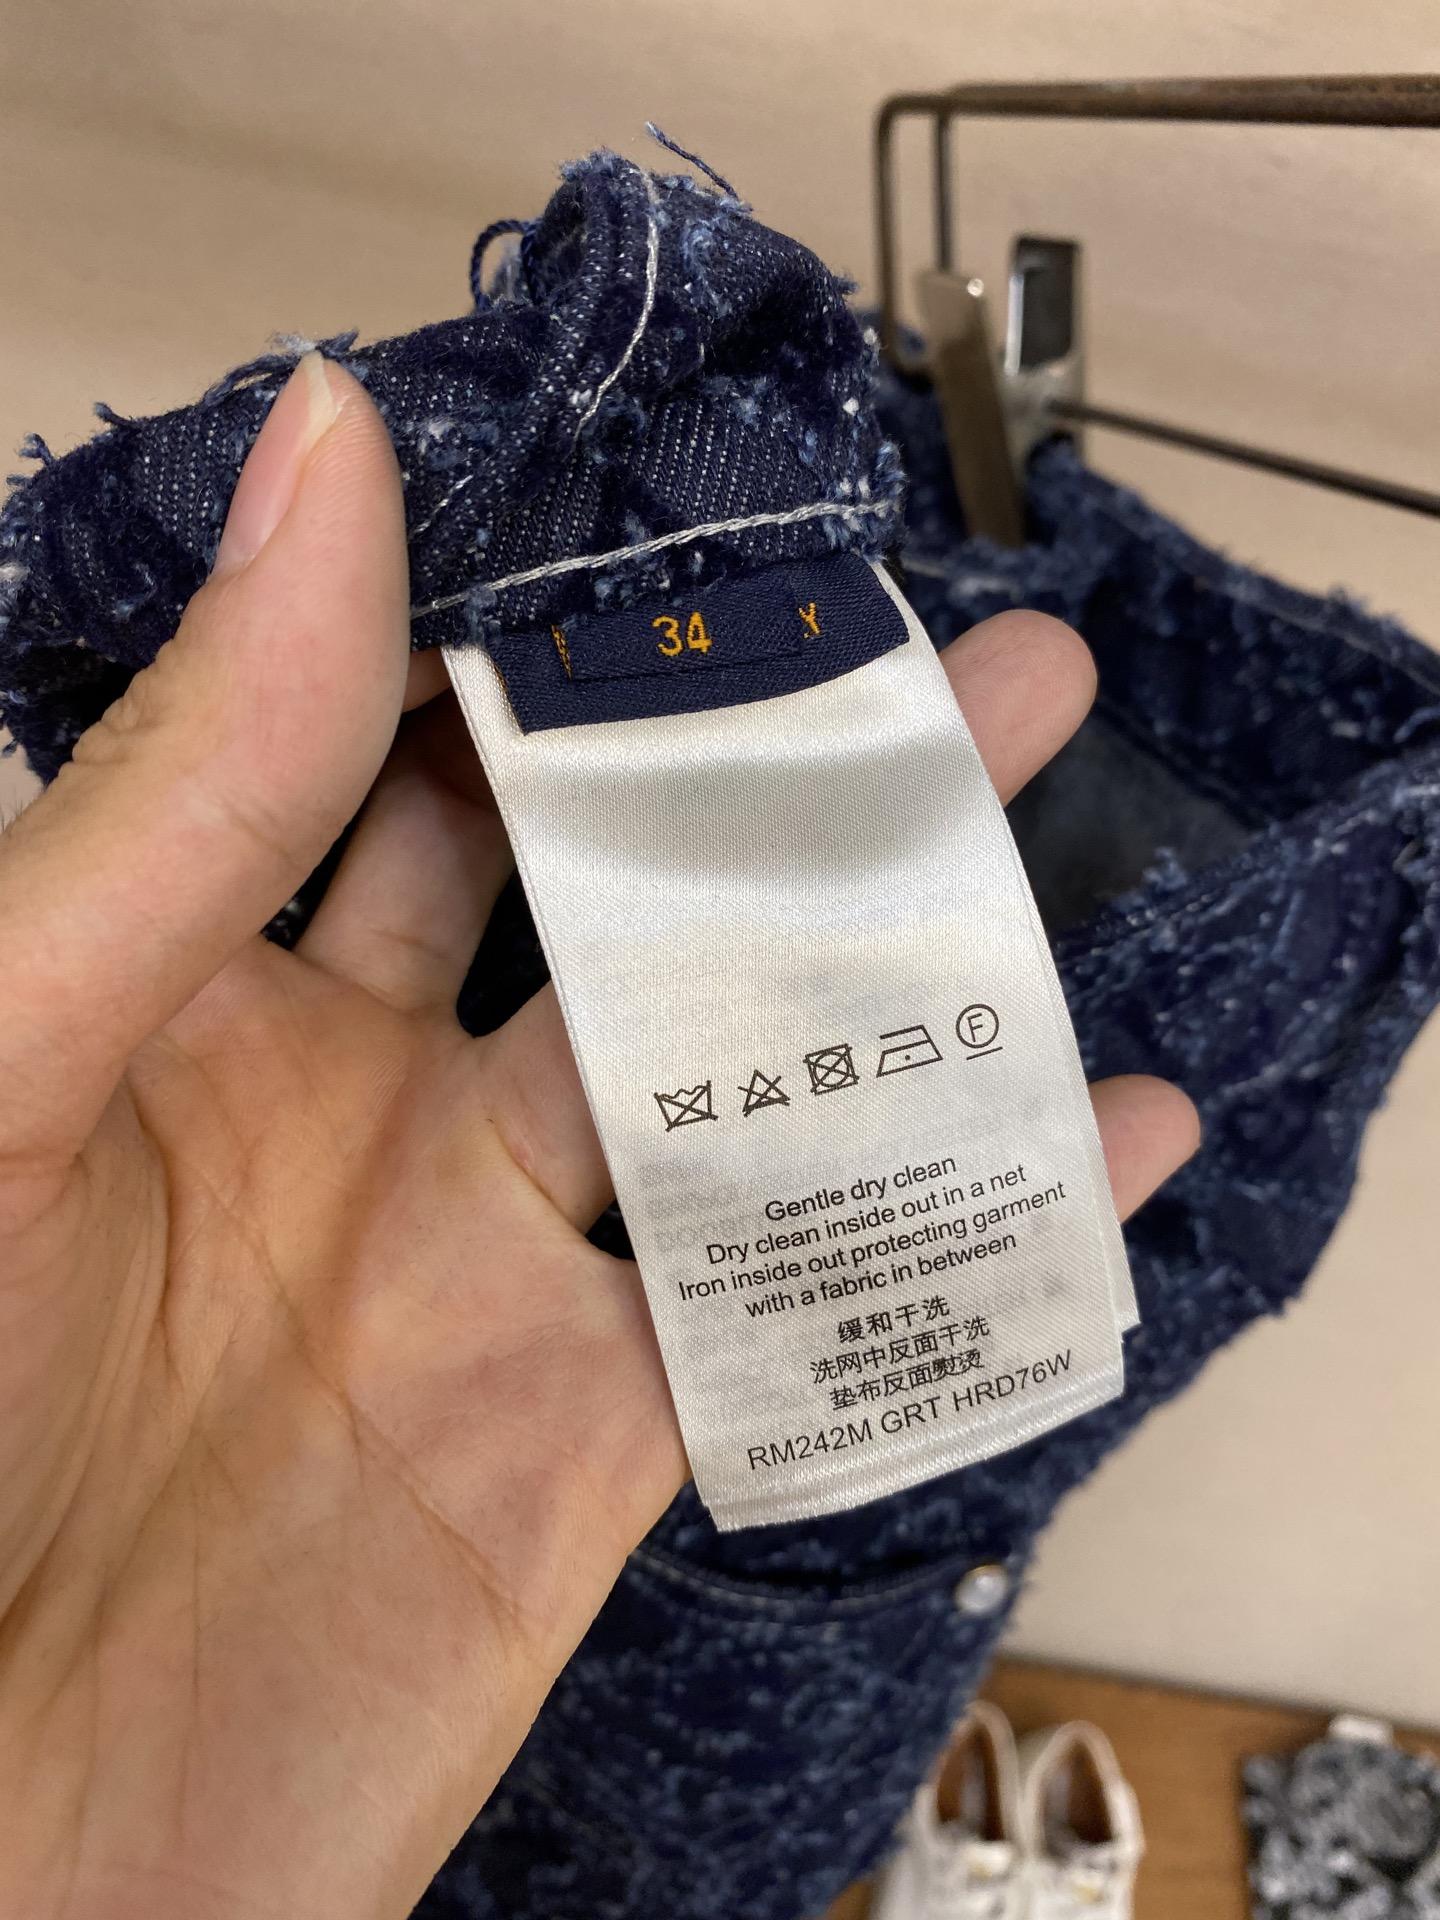 34
F
Gentle dry clean
Dry clean inside out in a net
Iron inside out protecting garment
with a fabric in between
缓和干洗
洗网中反面干洗
垫布反面熨烫
RM242M GRT HRD76W